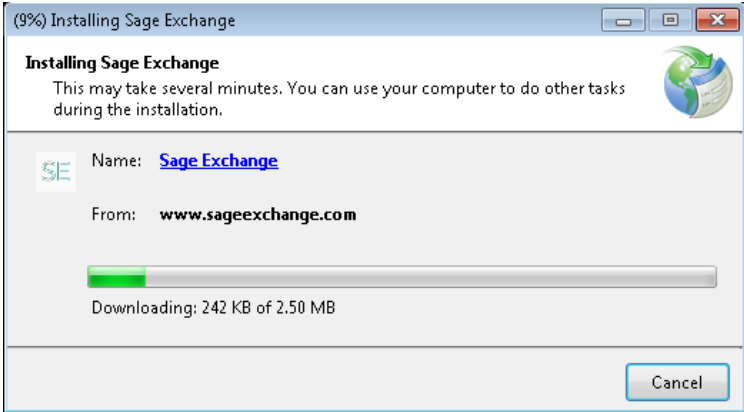 (9%) Installing Sage Exchange
Installing Sage Exchange
This may take several minutes. You can use your computer to do other tasks
during the installation.
SE
Name: Sage Exchange
From: www.sageexchange.com
Downloading: 242 KB of 2.50 MB
Cancel